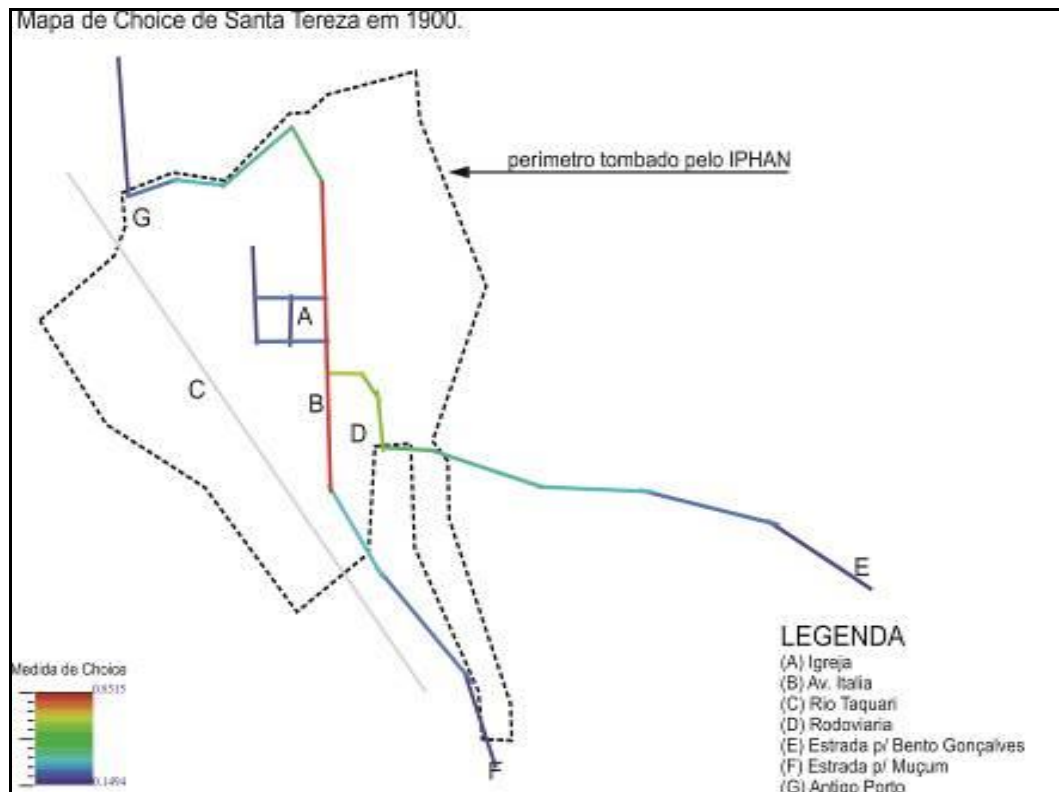 Mapa de Choice de Santa Tereza em 1900.
perimetro tombado pelo IPHAN
G
A
C
B
D
E
F
Medida de Choice
0.8515
0.1494
LEGENDA
(A) Igreja
(B) Av. Italia
(C) Rio Taquari
(D) Rodoviaria
(E) Estrada p/ Bento Gonçalves
(F) Estrada p/ Muçum
(G) Antigo Porto